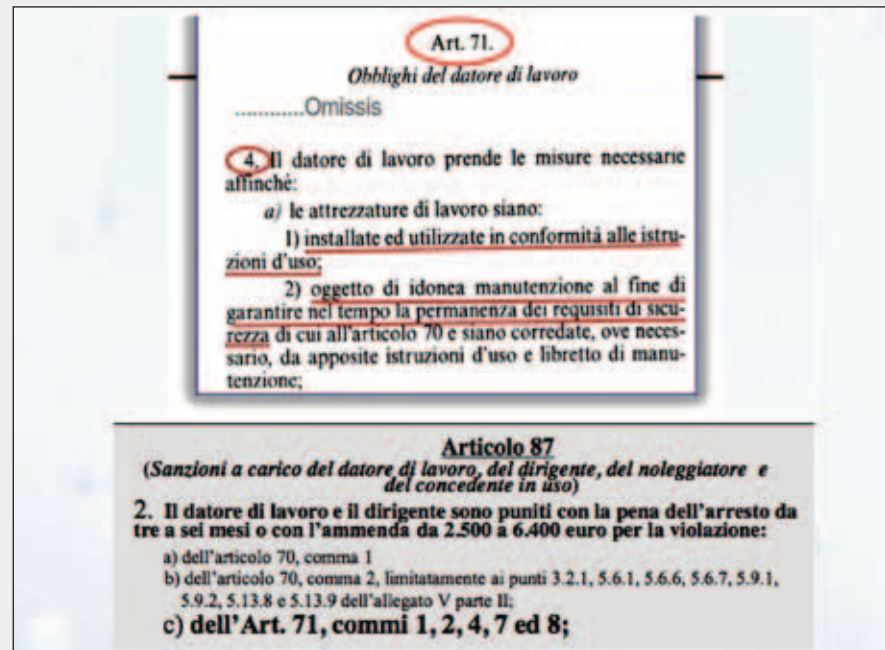 Art. 71.
Obblighi del datore di lavoro
............Omissis
4. Il datore di lavoro prende le misure necessarie
affinché:
a) le attrezzature di lavoro siano:
1) installate ed utilizzate in conformità alle istru-
zioni d'uso;
2) oggetto di idonea manutenzione al fine di
garantire nel tempo la permanenza dei requisiti di sicu-
rezza di cui all'articolo 70 e siano corredate, ove neces-
sario, da apposite istruzioni d'uso e libretto di manu-
tenzione;
Articolo 87
(Sanzioni a carico del datore di lavoro, del dirigente, del noleggiatore e
del concedente in uso)
2. Il datore di lavoro e il dirigente sono puniti con la pena dell'arresto da
tre a sei mesi o con l'ammenda da 2.500 a 6.400 euro per la violazione:
a) dell'articolo 70, comma 1
b) dell'articolo 70, comma 2, limitatamente ai punti 3.2.1, 5.6.1, 5.6.6, 5.6.7, 5.9.1,
5.9.2, 5.13.8 e 5.13.9 dell'allegato V parte II;
c) dell'Art. 71, commi 1, 2, 4, 7 ed 8;